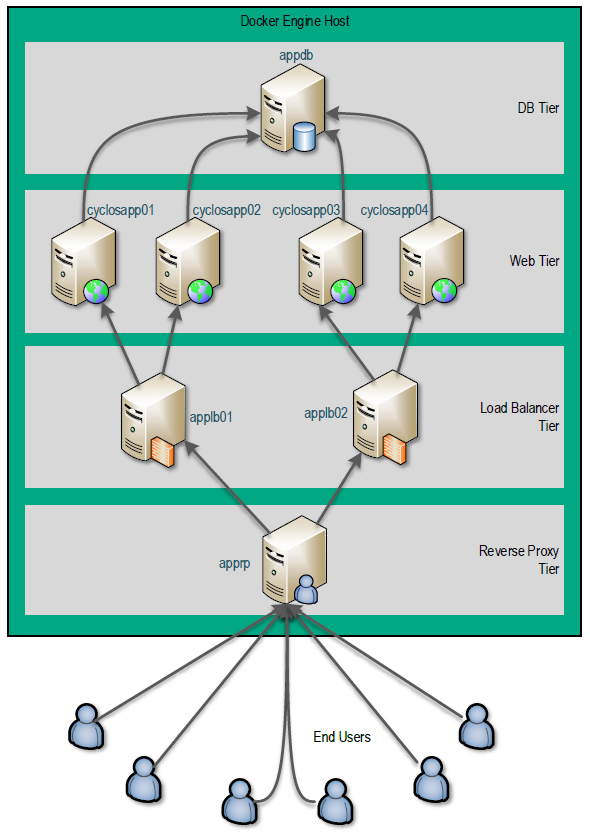 Docker Engine Host
appdb
DB Tier
cyclosapp01
cyclosapp02
cyclosapp03
cyclosapp04
Web Tier
applb01
applb02
Load Balancer
Tier
apprp
Reverse Proxy
Tier
End Users